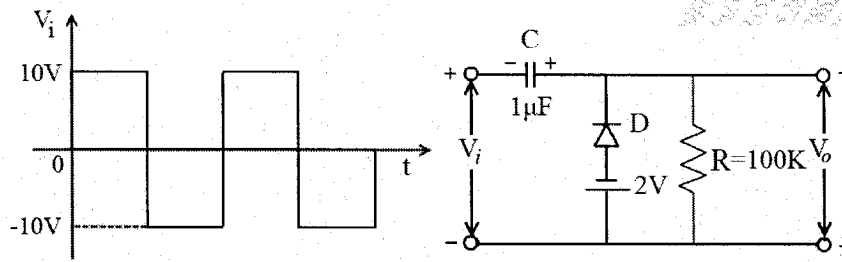 Vi
10V
0
t
-10V
C
+ − + +
1μF
D
Vi
2V
R=100K
Vo
− +